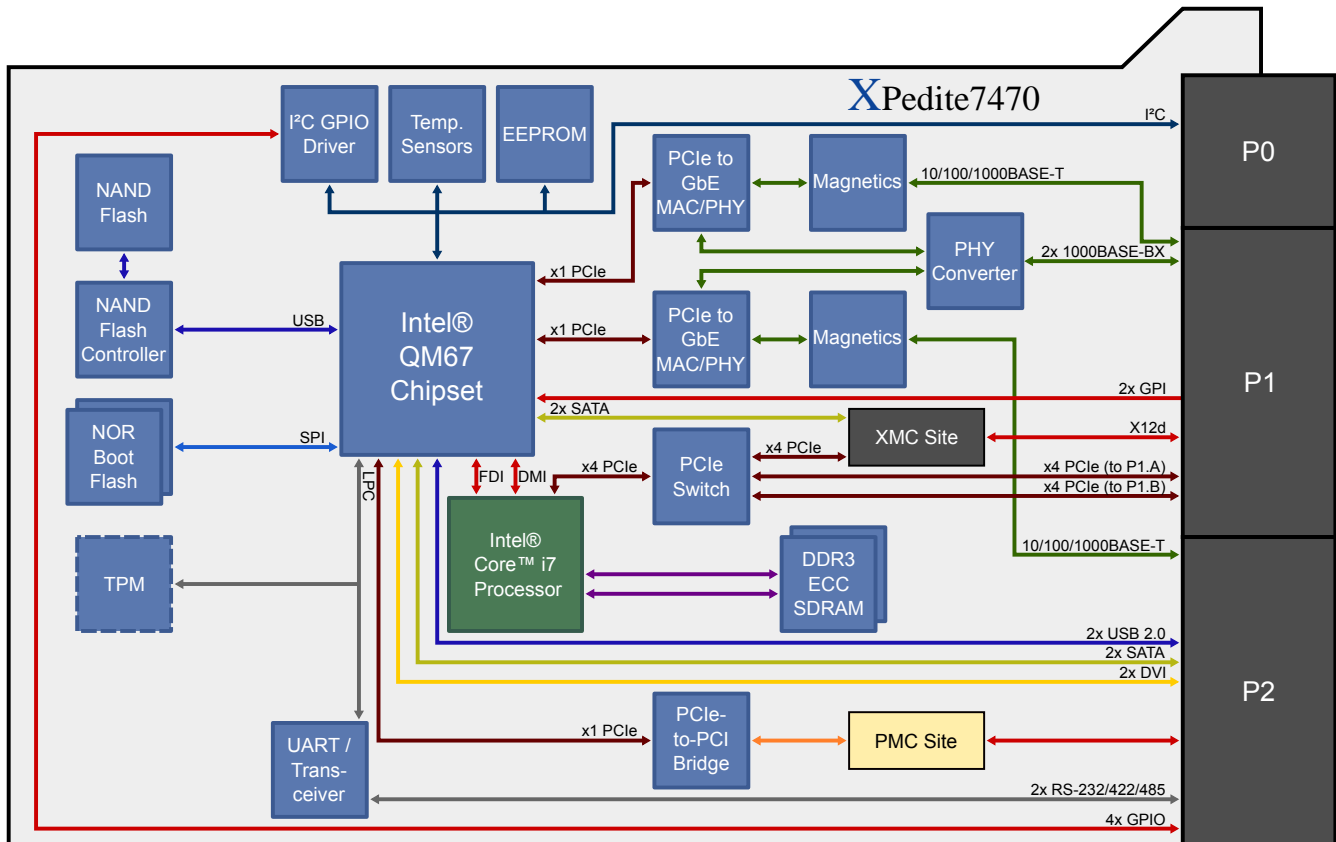 XPedite7470
I²C
I²C GPIO
Driver
Temp.
Sensors
EEPROM
P0
NAND
Flash
PCIe to
GbE
MAC/PHY
Magnetics
10/100/1000BASE-T
PHY
Converter
2x 1000BASE-BX
x1 PCIe
NAND
Flash
Controller
USB
Intel®
QM67
Chipset
x1 PCIe
PCIe to
GbE
MAC/PHY
Magnetics
P1
2x GPI
2x SATA
XMC Site
X12d
NOR
Boot
Flash
SPI
LPC
FDI
DMI
x4 PCIe
PCIe
Switch
x4 PCIe
x4 PCIe (to P1.A)
x4 PCIe (to P1.B)
Intel®
Core™ i7
Processor
DDR3
ECC
SDRAM
10/100/1000BASE-T
TPM
2x USB 2.0
2x SATA
2x DVI
P2
UART /
Trans-
ceiver
x1 PCIe
PCIe-
to-PCI
Bridge
PMC Site
2x RS-232/422/485
4x GPIO